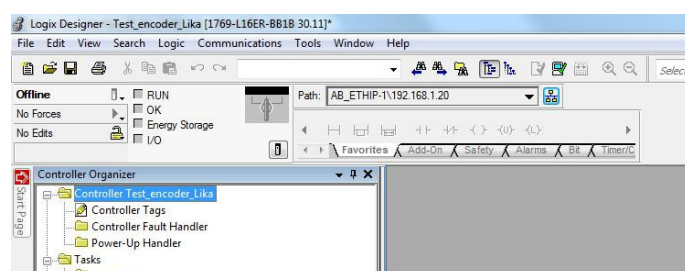 Logix Designer - Test_encoder_Lika [1769-L16ER-BB1B 30.11]*
File Edit View Search Logic Communications Tools Window Help
Selec
Offline
RUN
Path: AB_ETHIP-1\192.168.1.20
No Forces
OK
Energy Storage
No Edits
I/O
Favorites Add-On Safety Alarms Bit Timer/C
Controller Organizer
Start Page
Controller Test_encoder_Lika
Controller Tags
Controller Fault Handler
Power-Up Handler
Tasks